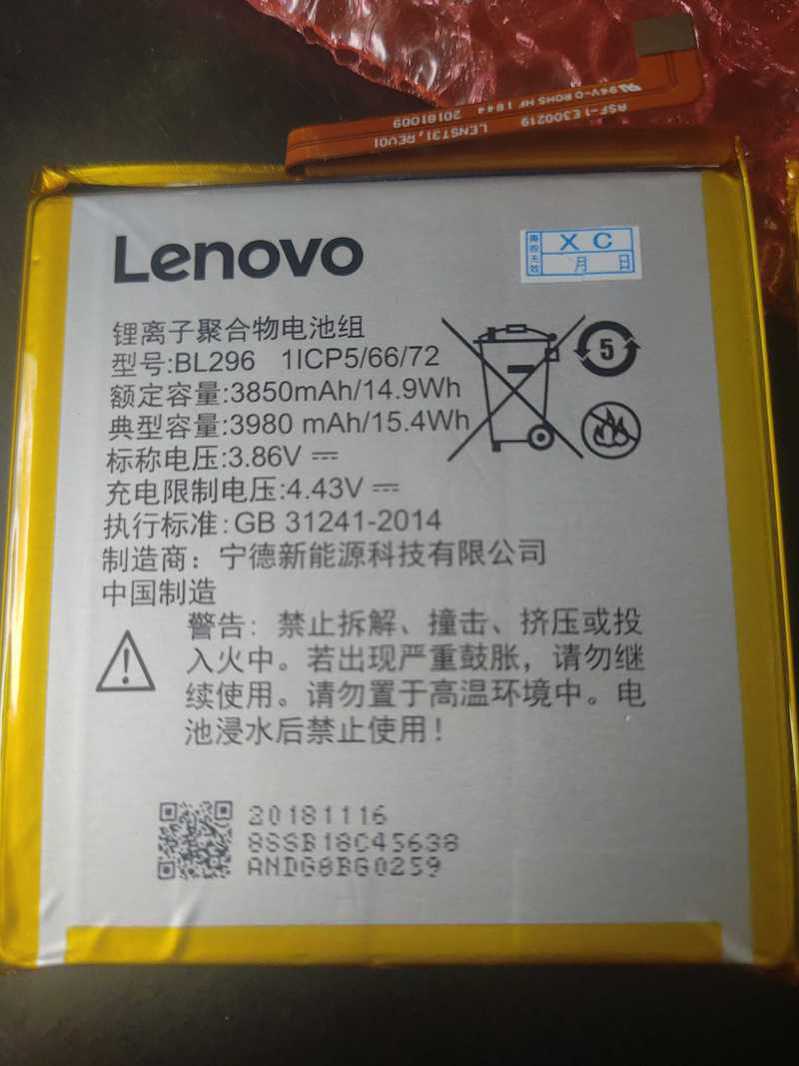 94V-0 ROHS HF 1844
ASF-1E300219
LENST31,REV01 20181009
Lenovo
XC
月 日
锂离子聚合物电池组
型号:BL296 1ICP5/66/72
额定容量:3850mAh/14.9Wh
典型容量:3980 mAh/15.4Wh
标称电压:3.86V
充电限制电压:4.43V
执行标准:GB 31241-2014
制造商：宁德新能源科技有限公司
中国制造
5
警告：禁止拆解、撞击、挤压或投
入火中。若出现严重鼓胀，请勿继
续使用。请勿置于高温环境中。电
池浸水后禁止使用！
20181116
8SSB18C45638
ANDG8BG0259